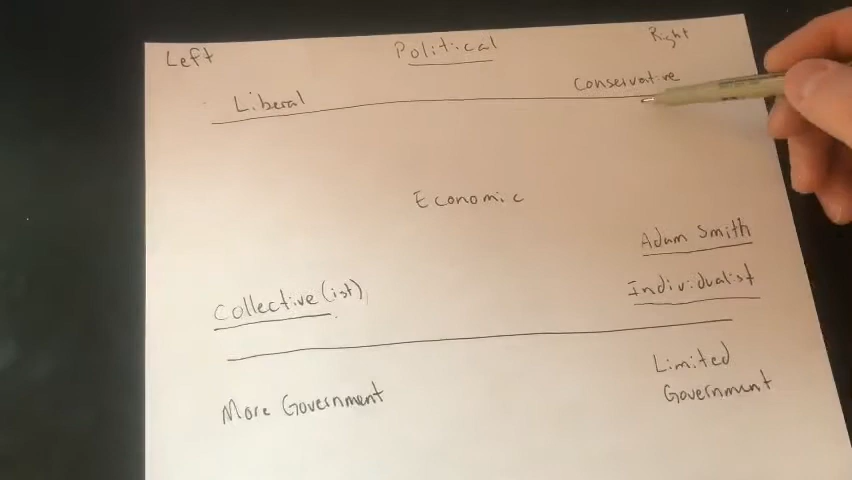 Left Political Right
Liberal Conservative
Economic
Adam Smith
Collective(ist) Individualist
More Government Limited
Government